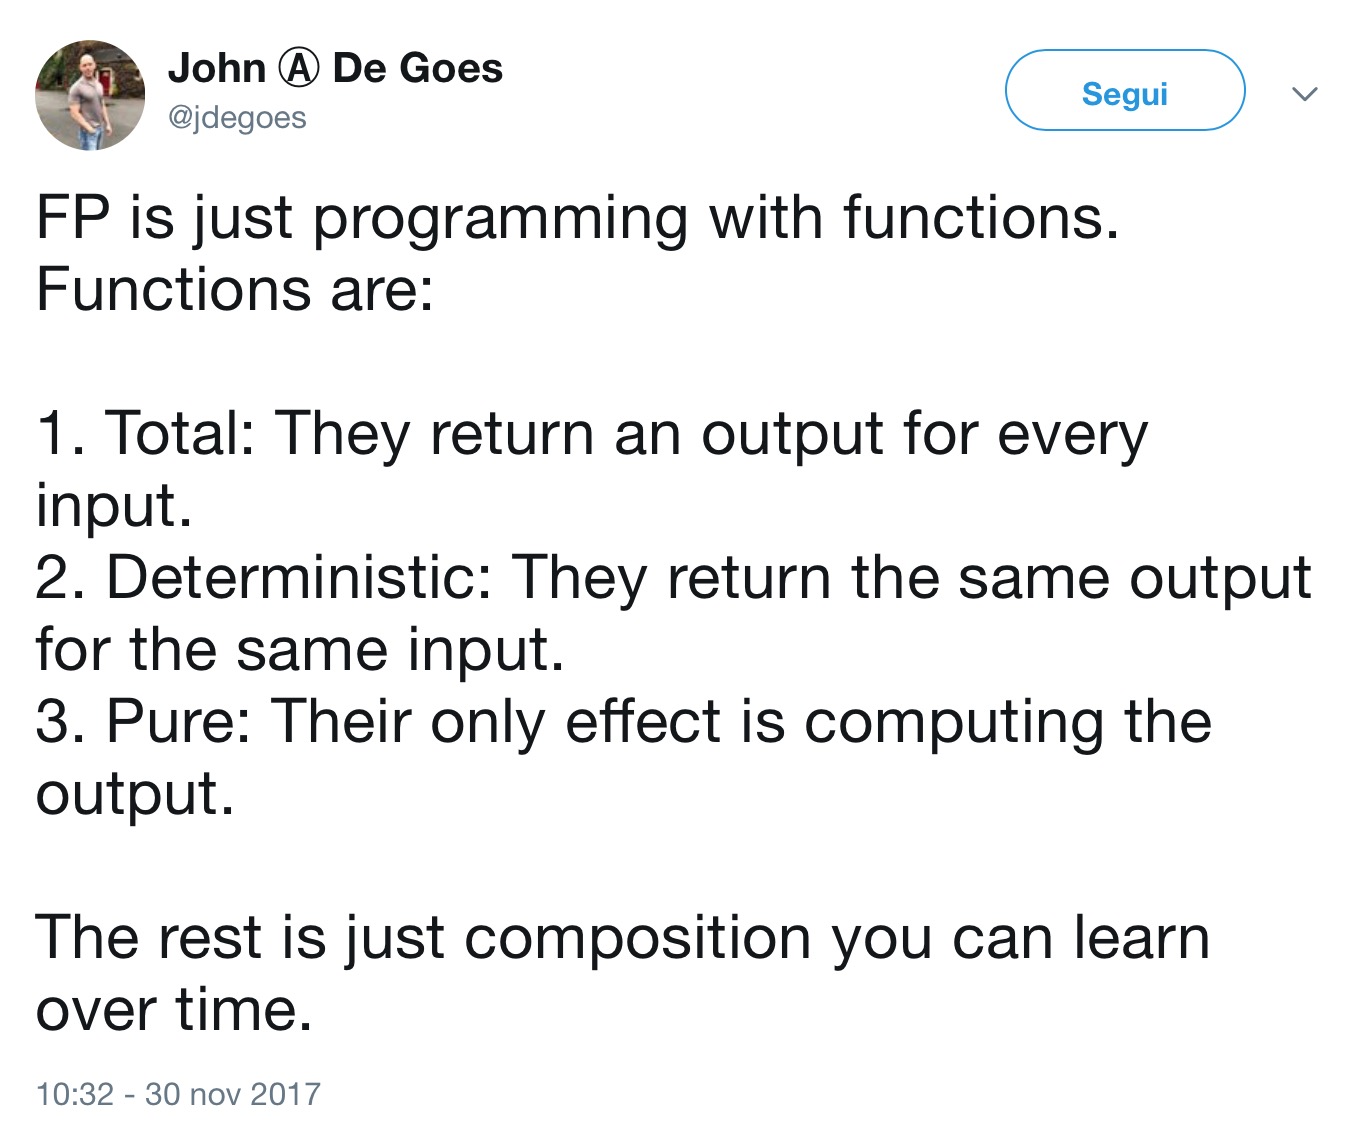 John Ⓐ De Goes
@jdegoes
Segui
FP is just programming with functions.
Functions are:
1. Total: They return an output for every
input.
2. Deterministic: They return the same output
for the same input.
3. Pure: Their only effect is computing the
output.
The rest is just composition you can learn
over time.
10:32 - 30 nov 2017